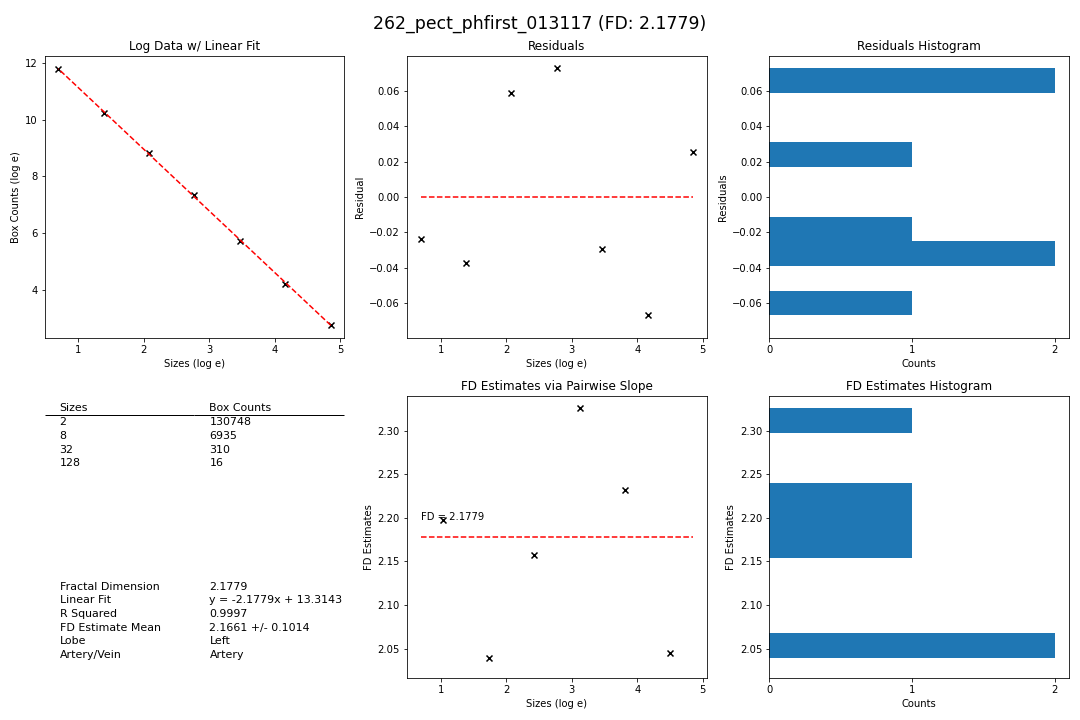 262_pect_phfirst_013117 (FD: 2.1779)
Log Data w/ Linear Fit
12
10
8
6
4
Box Counts (log e)
1 2 3 4 5
Sizes (log e)
Residuals
0.06
0.04
0.02
0.00
−0.02
−0.04
−0.06
Residual
1 2 3 4 5
Sizes (log e)
Residuals Histogram
0.06
0.04
0.02
0.00
−0.02
−0.04
−0.06
Residuals
0 1 2
Counts
Sizes Box Counts
2 130748
8 6935
32 310
128 16
Fractal Dimension 2.1779
Linear Fit y = -2.1779x + 13.3143
R Squared 0.9997
FD Estimate Mean 2.1661 +/- 0.1014
Lobe Left
Artery/Vein Artery
FD Estimates via Pairwise Slope
2.30
2.25
2.20
2.15
2.10
2.05
FD Estimates
FD = 2.1779
1 2 3 4 5
Sizes (log e)
FD Estimates Histogram
2.30
2.25
2.20
2.15
2.10
2.05
FD Estimates
0 1 2
Counts